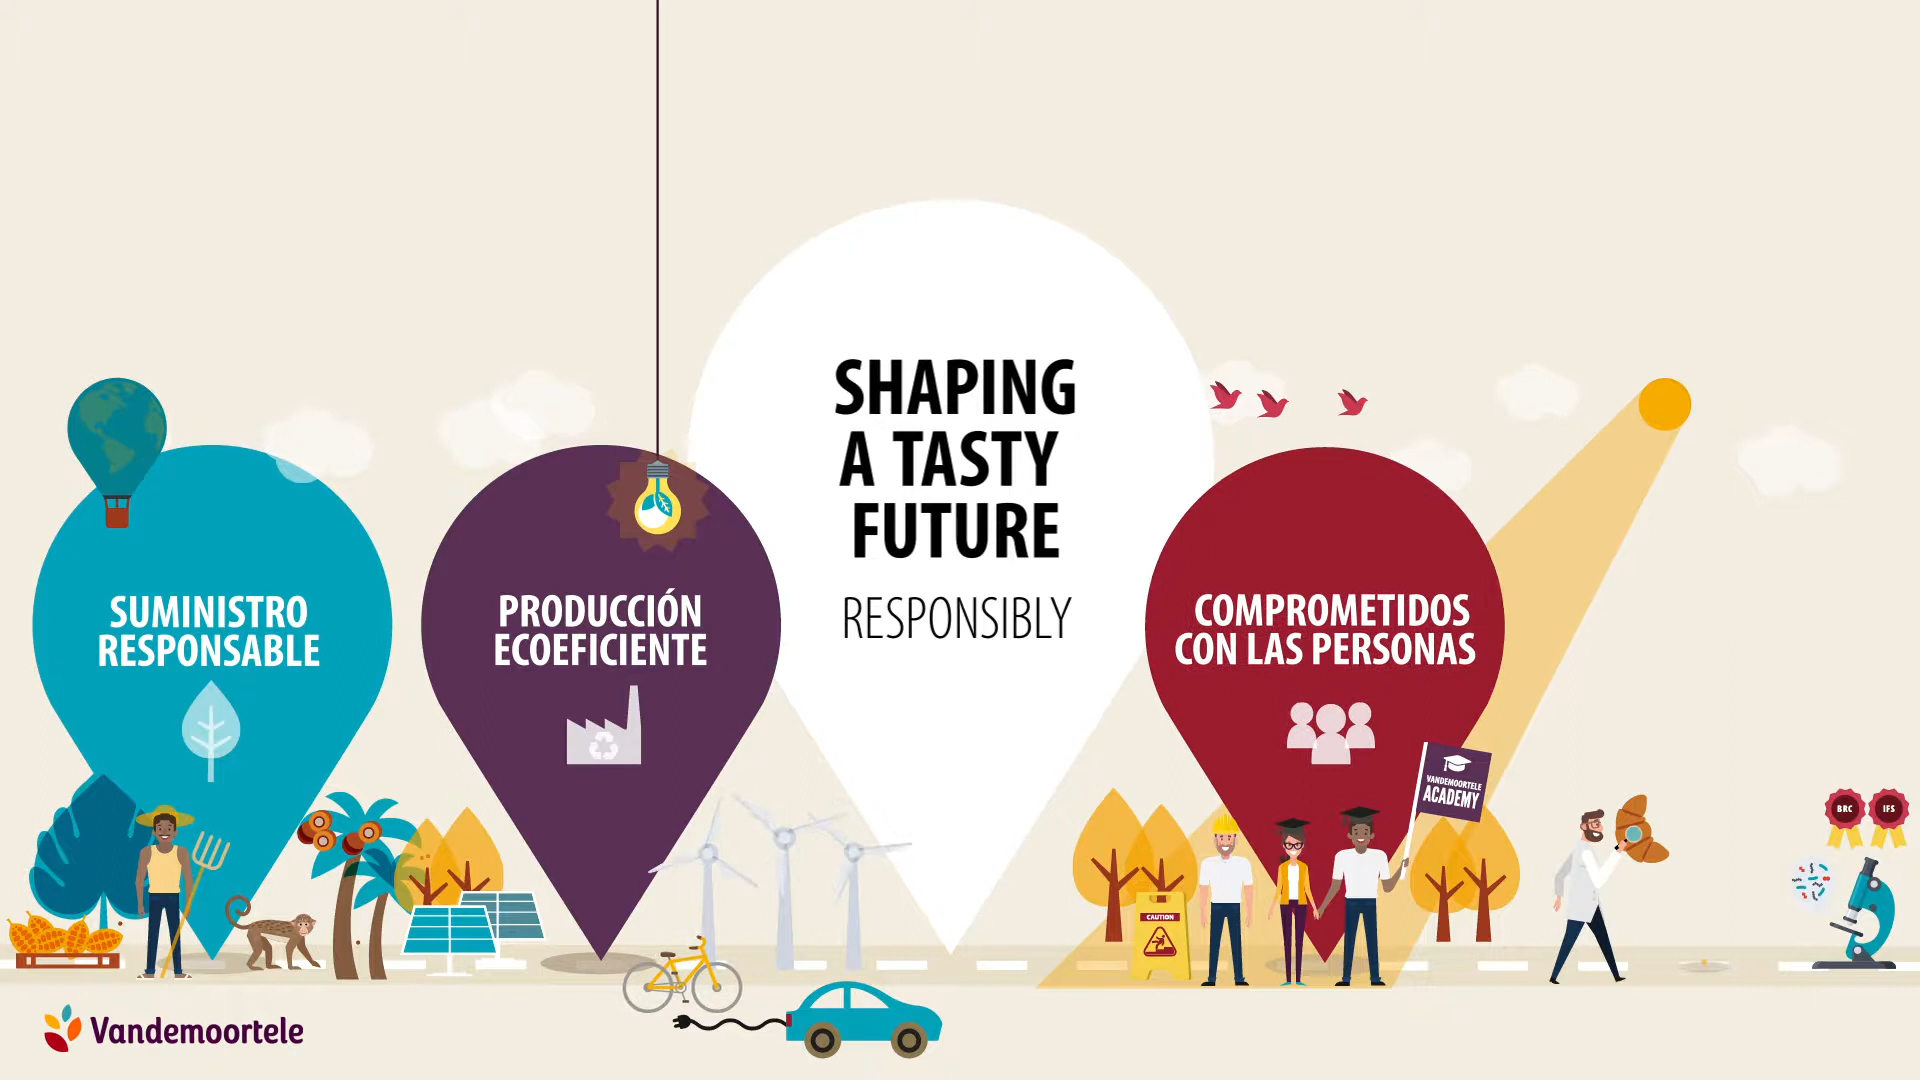 SHAPING
A TASTY
FUTURE
RESPONSIBLY
SUMINISTRO
RESPONSABLE
PRODUCCIÓN
ECOEFICIENTE
COMPROMETIDOS
CON LAS PERSONAS
VANDEMOORTELE
ACADEMY
BRC
IFS
CAUTION
Vandemoortele